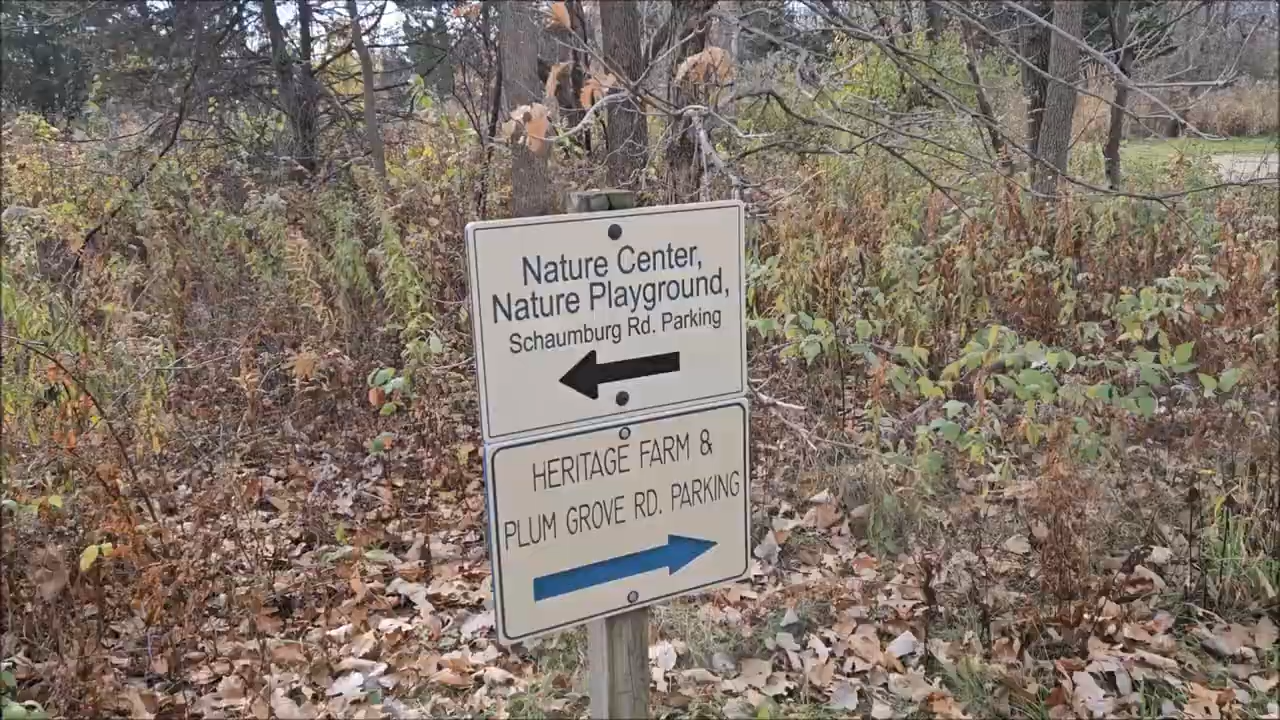 Nature Center,
Nature Playground,
Schaumburg Rd. Parking
HERITAGE FARM &
PLUM GROVE RD. PARKING